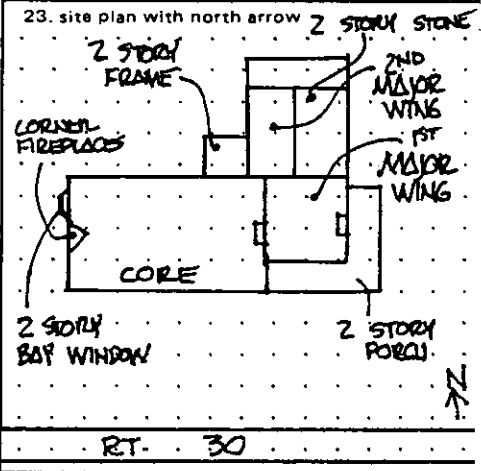 23. site plan with north arrow
2 STORY STONE
2 STORY
FRAME
2ND
MAJOR
WING
CORNER
FIREPLACES
1ST
MAJOR
WING
CORE
2 STORY
BAY WINDOW
2 STORY
PORCH
N
RT. 30